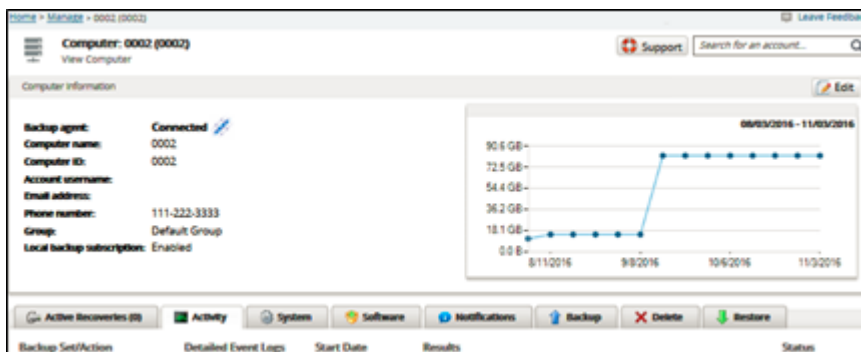 Home > Manage > 0002 (0002)
Leave Feedba
Computer: 0002 (0002)
View Computer
Support
Search for an account...
Computer Information
Edit
Backup agent: Connected
Computer name: 0002
Computer ID: 0002
Account username:
Email address:
Phone number: 111-222-3333
Group: Default Group
Local backup subscription: Enabled
08/03/2016 - 11/03/2016
90.6 GB
72.5 GB
54.4 GB
36.2 GB
18.1 GB
0.0 B
8/11/2016 9/8/2016 10/6/2016 11/3/2016
Active Recoveries (0) Activity System Software Notifications Backup Delete Restore
Backup Set/Action Detailed Event Logs Start Date Results Status